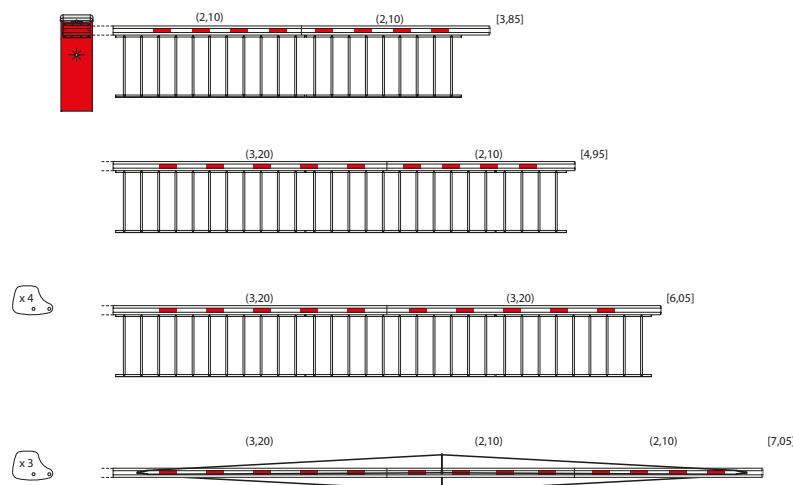 (2,10) (2,10) [3,85]
(3,20) (2,10) [4,95]
x 4
(3,20) (3,20) [6,05]
x 3
(3,20) (2,10) (2,10) [7,05]